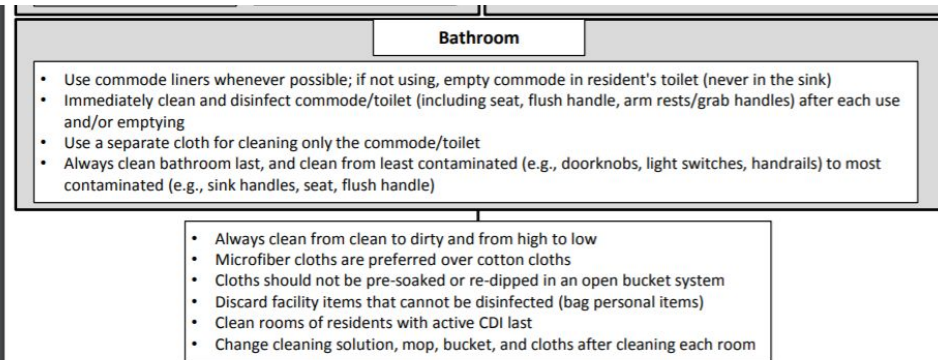 Bathroom
• Use commode liners whenever possible; if not using, empty commode in resident's toilet (never in the sink)
• Immediately clean and disinfect commode/toilet (including seat, flush handle, arm rests/grab handles) after each use
and/or emptying
• Use a separate cloth for cleaning only the commode/toilet
• Always clean bathroom last, and clean from least contaminated (e.g., doorknobs, light switches, handrails) to most
contaminated (e.g., sink handles, seat, flush handle)
• Always clean from clean to dirty and from high to low
• Microfiber cloths are preferred over cotton cloths
• Cloths should not be pre-soaked or re-dipped in an open bucket system
• Discard facility items that cannot be disinfected (bag personal items)
• Clean rooms of residents with active CDI last
• Change cleaning solution, mop, bucket, and cloths after cleaning each room